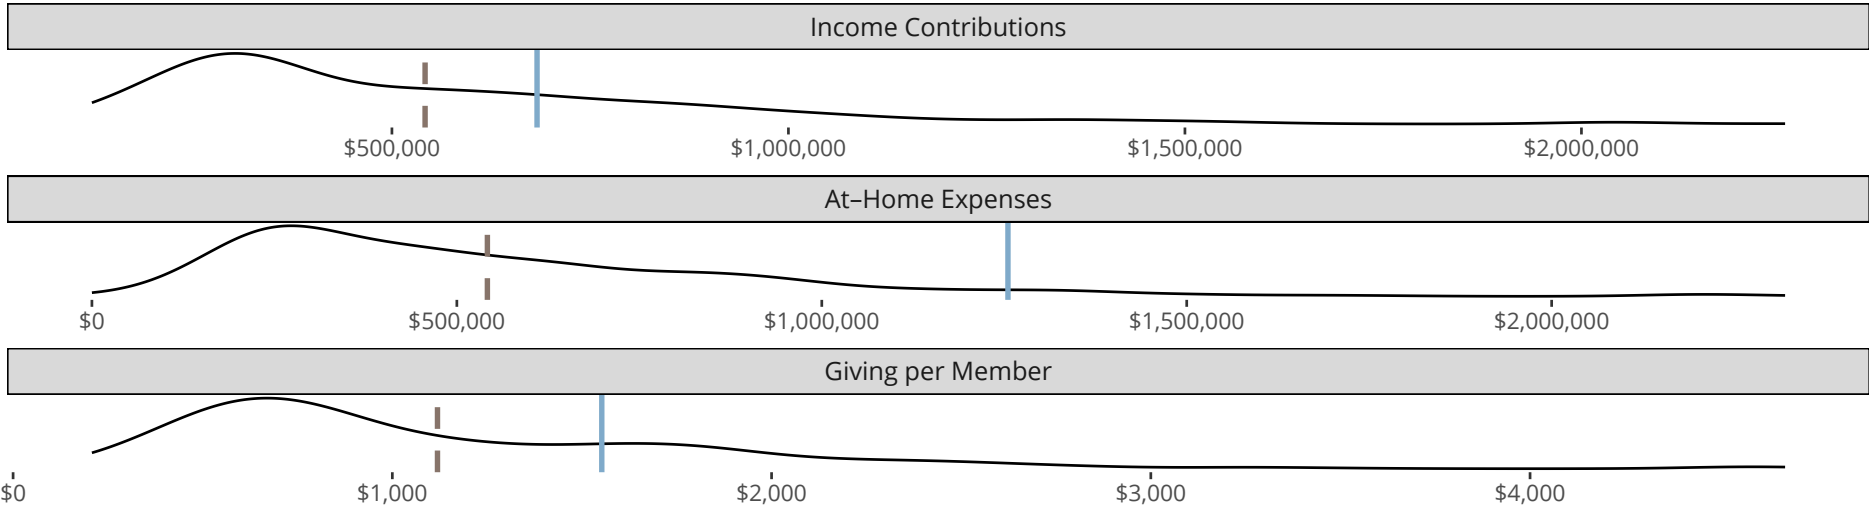 Income Contributions
$500,000 $1,000,000 $1,500,000 $2,000,000
At–Home Expenses
$0 $500,000 $1,000,000 $1,500,000 $2,000,000
Giving per Member
$0 $1,000 $2,000 $3,000 $4,000